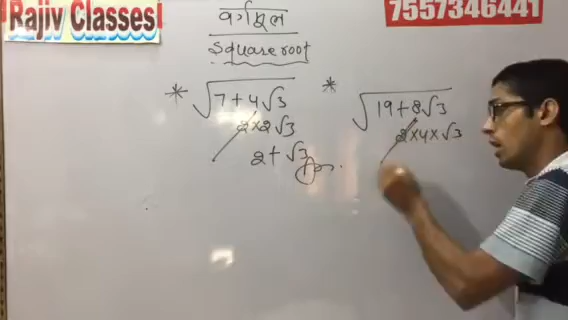 Rajiv Classes
7557346441
वर्गमूल
Square root
* √7+4√3
2×2√3
2+√3 Ans.
* √19+8√3
2×4×√3